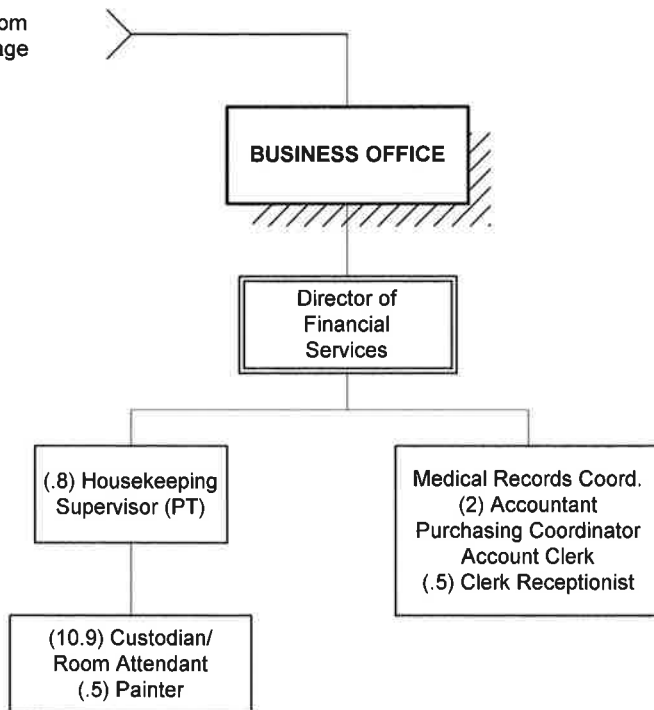 age
BUSINESS OFFICE
Director of
Financial
Services
(.8) Housekeeping
Supervisor (PT)
Medical Records Coord.
(2) Accountant
Purchasing Coordinator
Account Clerk
(.5) Clerk Receptionist
(10.9) Custodian/
Room Attendant
(.5) Painter